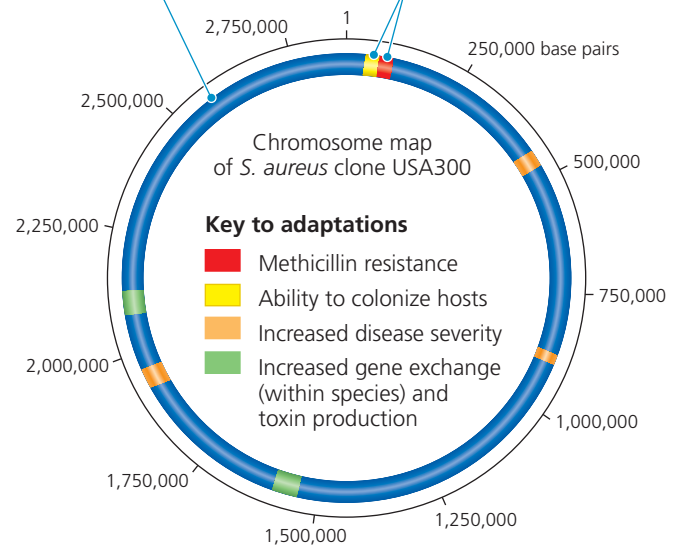 1
250,000 base pairs
500,000
750,000
1,000,000
1,250,000
1,500,000
1,750,000
2,000,000
2,250,000
2,500,000
2,750,000
Chromosome map
of S. aureus clone USA300
Key to adaptations
Methicillin resistance
Ability to colonize hosts
Increased disease severity
Increased gene exchange
(within species) and
toxin production